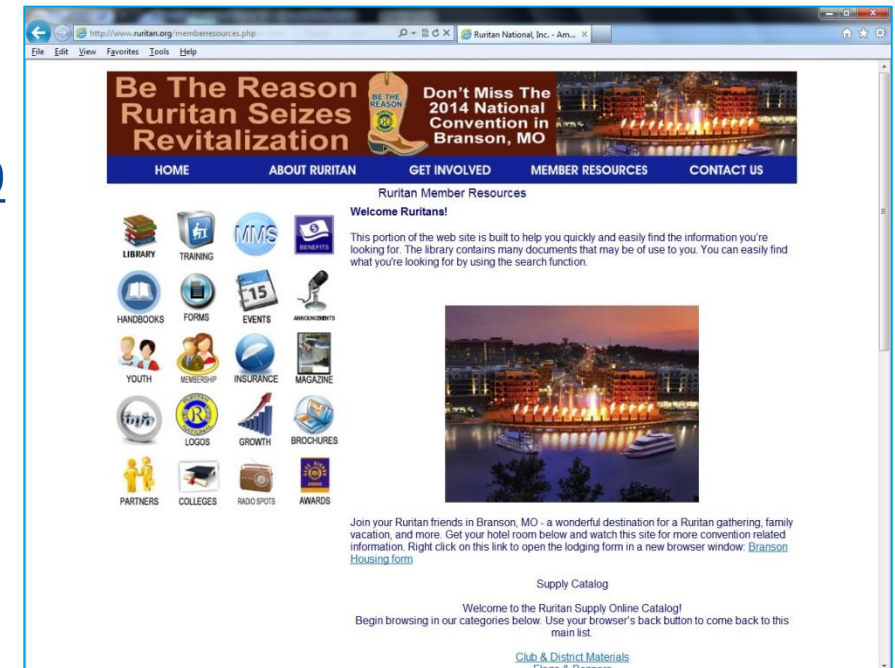 http://www.ruritan.org/memberresources.php
Ruritan National, Inc. - Am...
File Edit View Favorites Tools Help
Be The Reason
Ruritan Seizes
Revitalization
BE THE
REASON
Don't Miss The
2014 National
Convention in
Branson, MO
HOME ABOUT RURITAN GET INVOLVED MEMBER RESOURCES CONTACT US
Ruritan Member Resources
Welcome Ruritans!
This portion of the web site is built to help you quickly and easily find the information you're
looking for. The library contains many documents that may be of use to you. You can easily find
what you're looking for by using the search function.
LIBRARY TRAINING MMS BENEFITS
HANDBOOKS FORMS 15 EVENTS ANNOUNCEMENTS
YOUTH MEMBERSHIP INSURANCE MAGAZINE
info LOGOS GROWTH BROCHURES
PARTNERS COLLEGES RADIO SPOTS AWARDS
Join your Ruritan friends in Branson, MO - a wonderful destination for a Ruritan gathering, family
vacation, and more. Get your hotel room below and watch this site for more convention related
information. Right click on this link to open the lodging form in a new browser window: Branson
Housing form
Supply Catalog
Welcome to the Ruritan Supply Online Catalog!
Begin browsing in our categories below. Use your browser's back button to come back to this
main list.
Club & District Materials
Flags & Banners